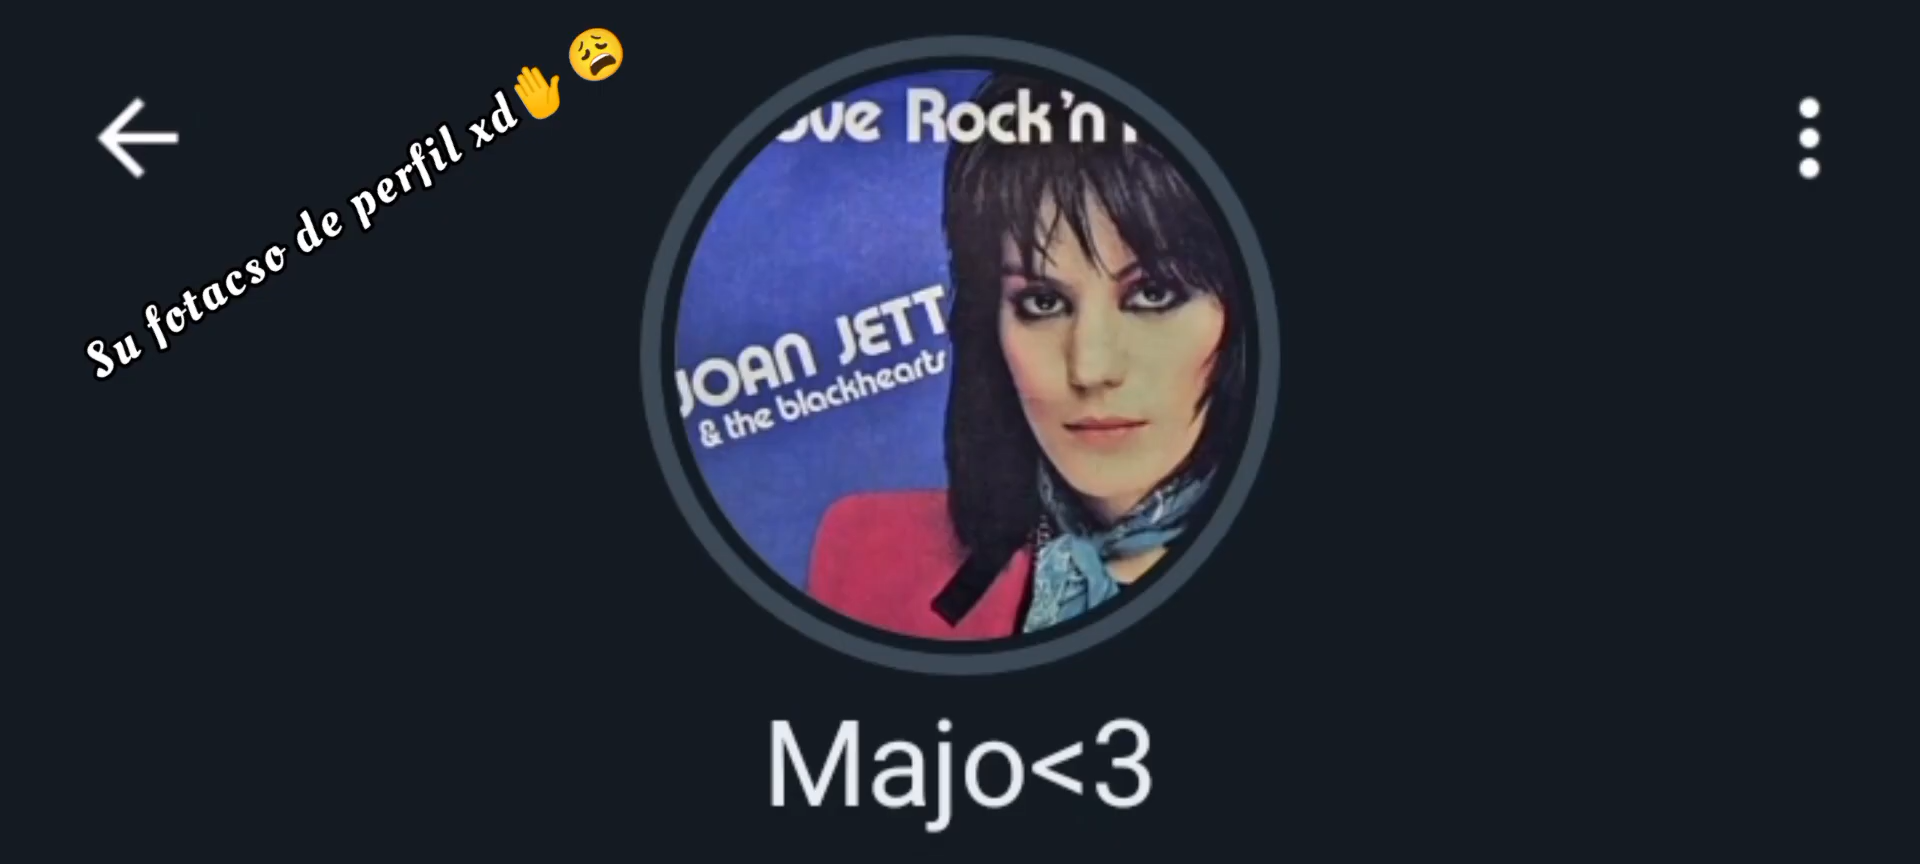 Su fotacso de perfil xd✋😩
ove Rock'n
JOAN JETT
& the blackhearts
Majo<3